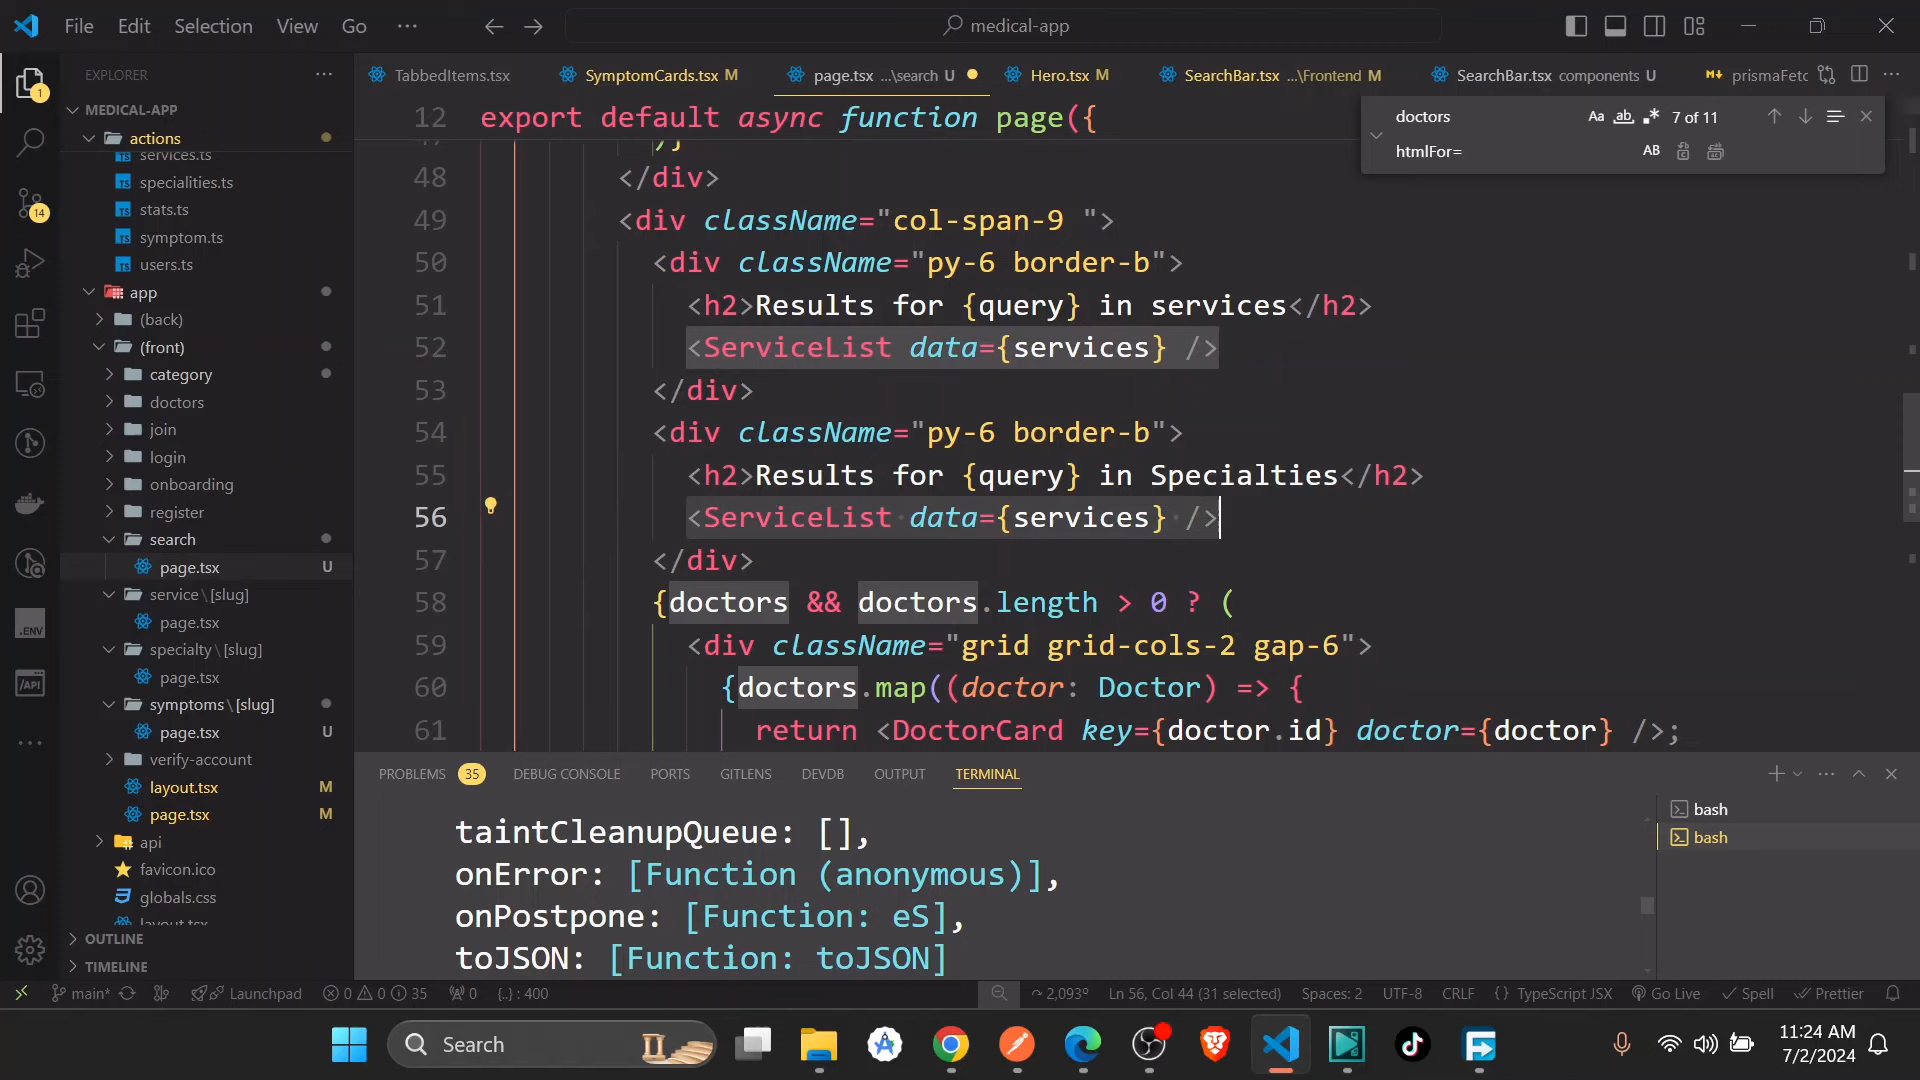 File Edit Selection View Go ··· medical-app
EXPLORER ···
MEDICAL-APP
actions
services.ts
specialities.ts
stats.ts
symptom.ts
users.ts
app
(back)
(front)
category
doctors
join
login
onboarding
register
search
page.tsx U
service\[slug]
page.tsx
specialty\[slug]
page.tsx
symptoms\[slug]
page.tsx U
verify-account
layout.tsx M
page.tsx M
api
favicon.ico
globals.css
layout.tsx
OUTLINE
TIMELINE
1
14
.ENV
/API
TabbedItems.tsx SymptomCards.tsx M page.tsx ...\search U Hero.tsx M SearchBar.tsx ...\Frontend M SearchBar.tsx components U prismaFetc ···
doctors Aa ab 7 of 11
htmlFor= AB
12 export default async function page({
47 )}
48 </div>
49 <div className="col-span-9 ">
50 <div className="py-6 border-b">
51 <h2>Results for {query} in services</h2>
52 <ServiceList data={services} />
53 </div>
54 <div className="py-6 border-b">
55 <h2>Results for {query} in Specialties</h2>
56 <ServiceList data={services} />
57 </div>
58 {doctors && doctors.length > 0 ? (
59 <div className="grid grid-cols-2 gap-6">
60 {doctors.map((doctor: Doctor) => {
61 return <DoctorCard key={doctor.id} doctor={doctor} />;
PROBLEMS 35 DEBUG CONSOLE PORTS GITLENS DEVDB OUTPUT TERMINAL
taintCleanupQueue: [],
onError: [Function (anonymous)],
onPostpone: [Function: eS],
toJSON: [Function: toJSON]
bash
bash
main* Launchpad 0 0 35 0 {..} : 400 2,093° Ln 56, Col 44 (31 selected) Spaces: 2 UTF-8 CRLF {} TypeScript JSX Go Live Spell Prettier
Search
11:24 AM
7/2/2024